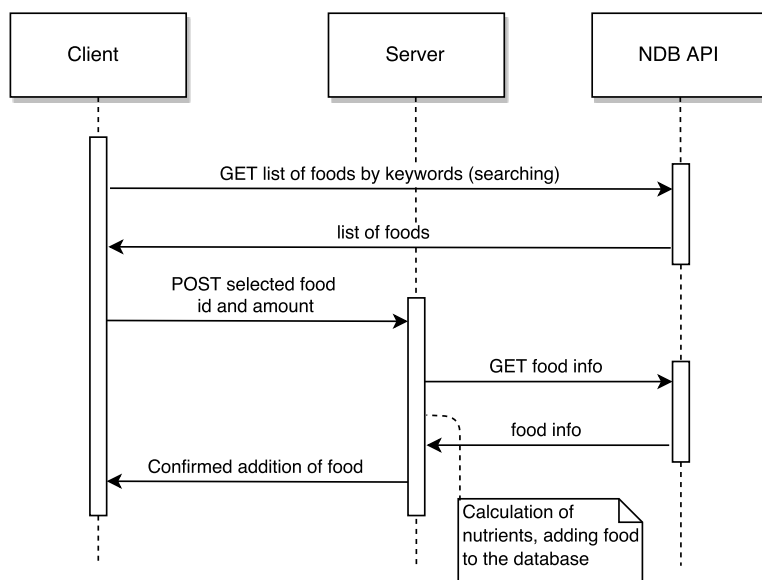 Client
Server
NDB API
GET list of foods by keywords (searching)
list of foods
POST selected food
id and amount
GET food info
food info
Confirmed addition of food
Calculation of
nutrients, adding food
to the database